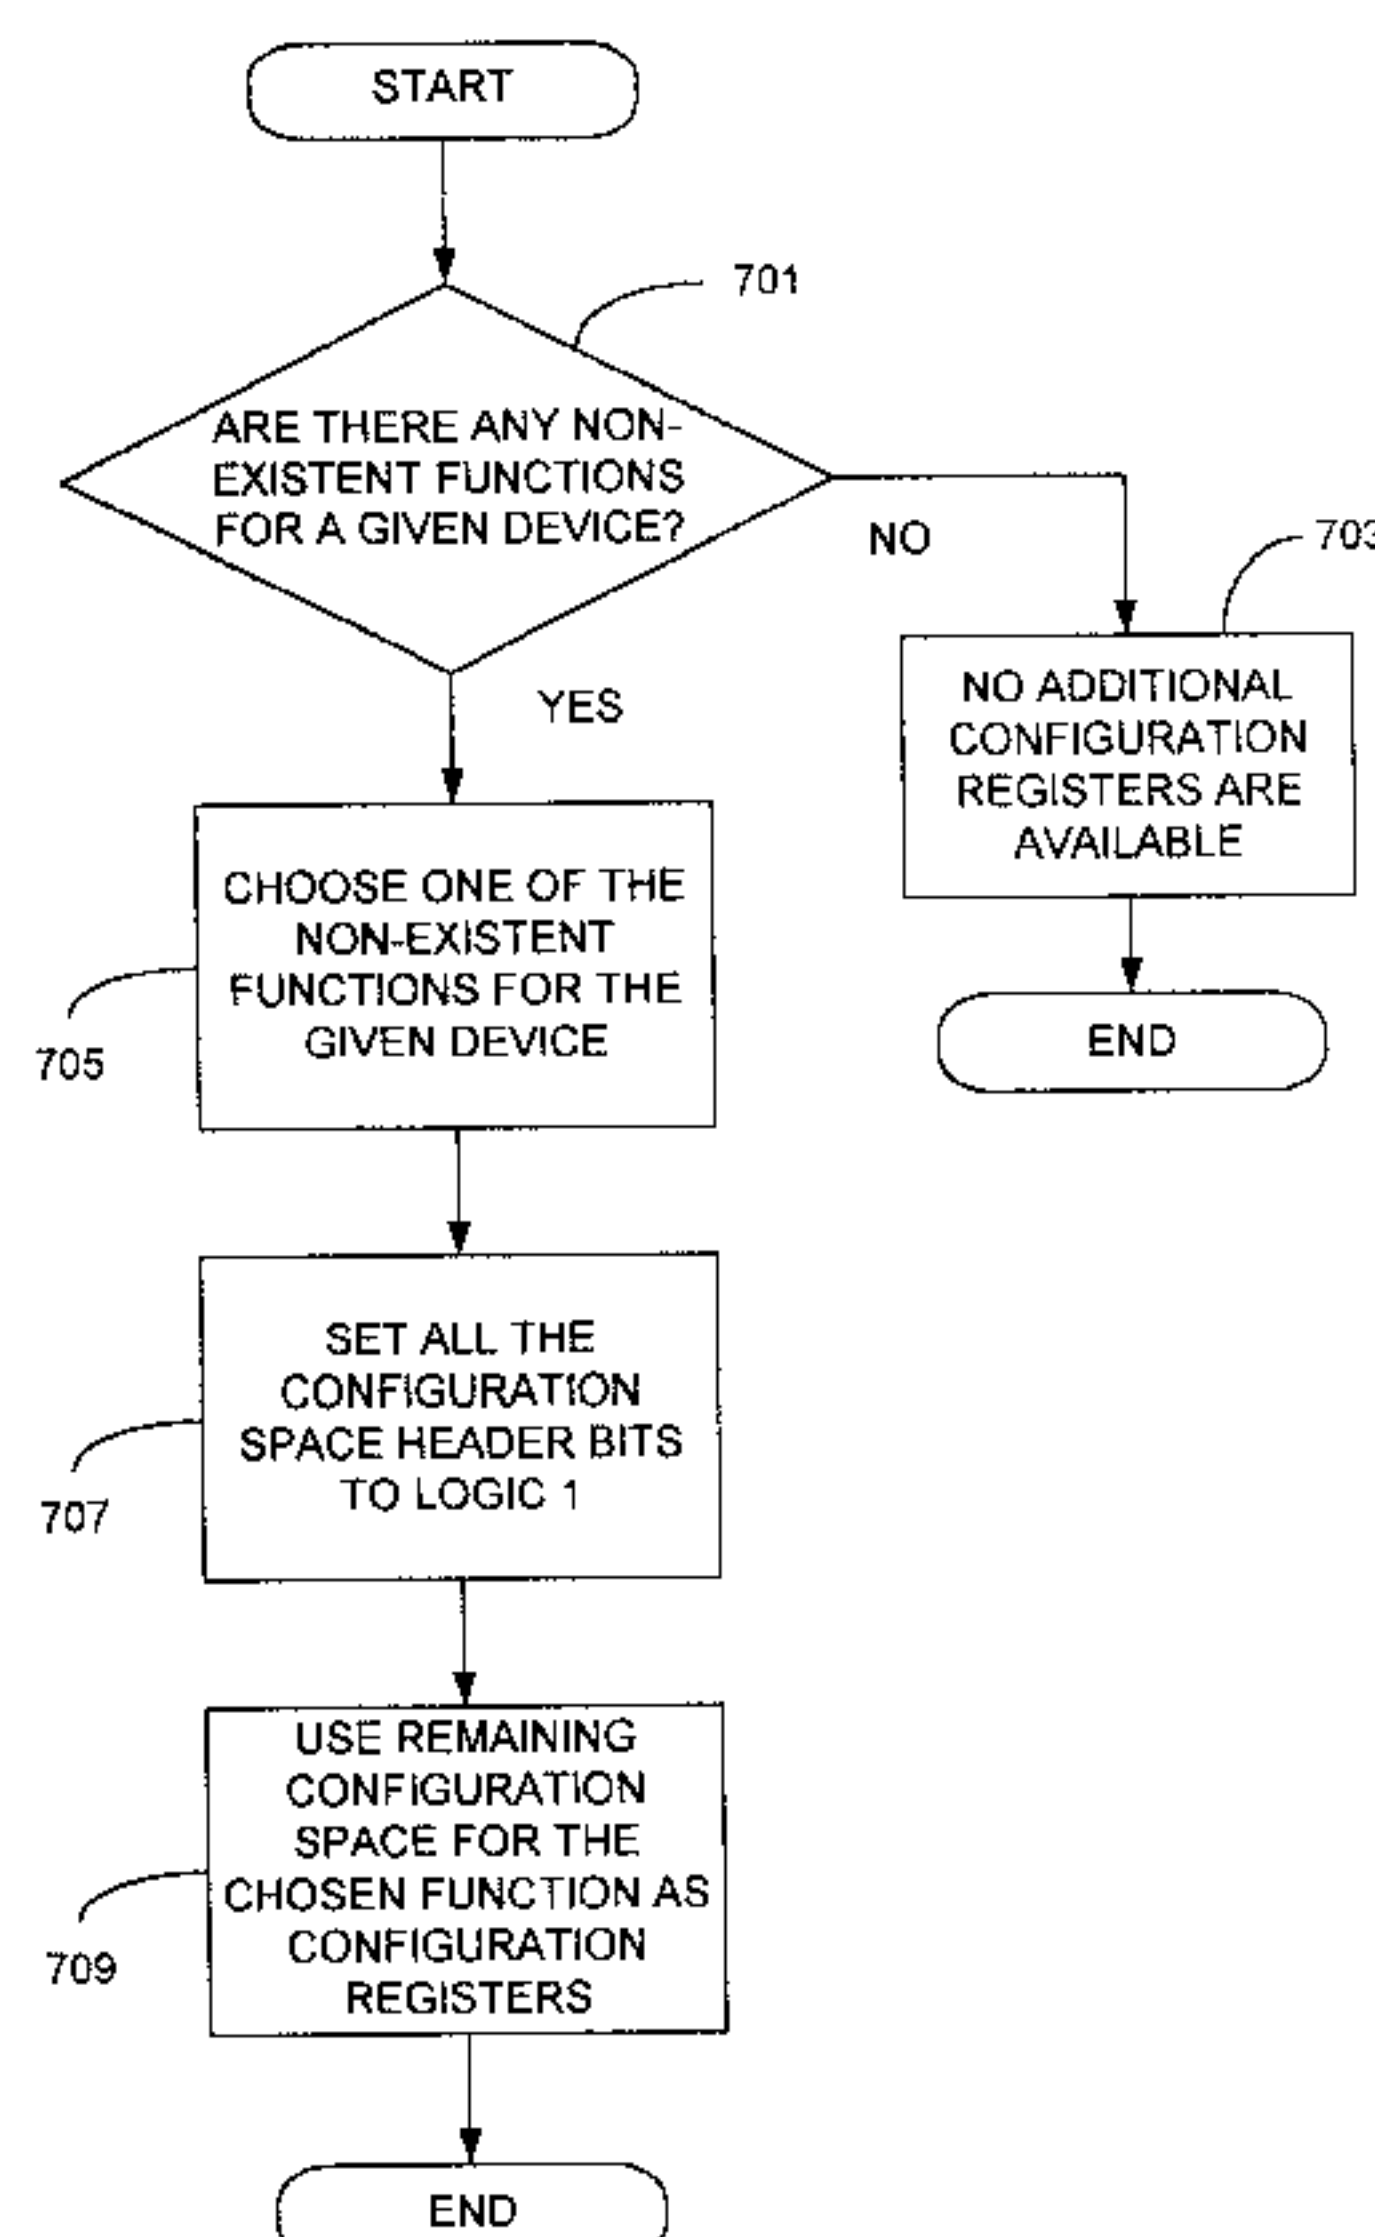 START
701
ARE THERE ANY NON-
EXISTENT FUNCTIONS
FOR A GIVEN DEVICE?
NO
703
YES
NO ADDITIONAL
CONFIGURATION
REGISTERS ARE
AVAILABLE
CHOOSE ONE OF THE
NON-EXISTENT
FUNCTIONS FOR THE
GIVEN DEVICE
705
END
SET ALL THE
CONFIGURATION
SPACE HEADER BITS
TO LOGIC 1
707
USE REMAINING
CONFIGURATION
SPACE FOR THE
CHOSEN FUNCTION AS
CONFIGURATION
REGISTERS
709
END